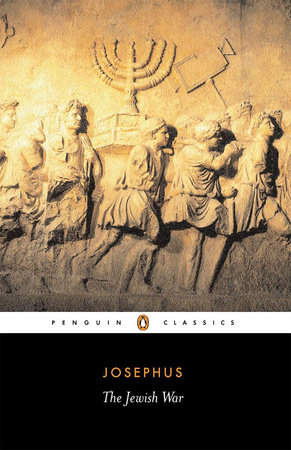 PENGUIN CLASSICS
JOSEPHUS
The Jewish War